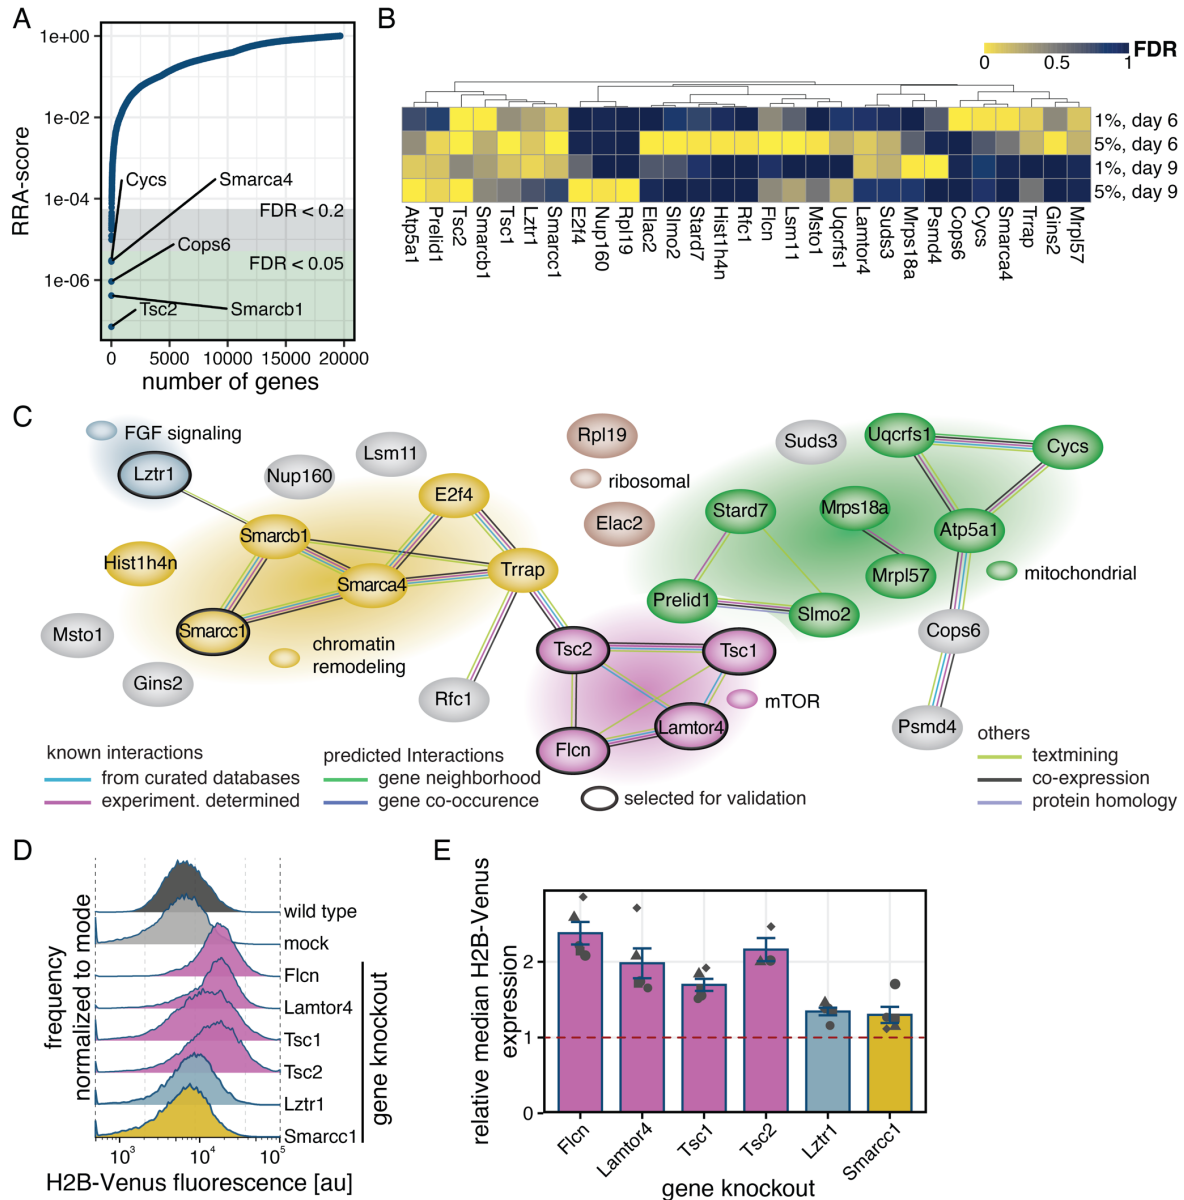 A
1e+00
1e-02
1e-04
1e-06
RRA-score
Cycs
Smarca4
FDR < 0.2
Cops6
FDR < 0.05
Tsc2
Smarcb1
0
5000
10000
15000
20000
number of genes
B
FDR
0
0.5
1
1%, day 6
5%, day 6
1%, day 9
5%, day 9
Atp5a1
Prelid1
Tsc2
Smarcb1
Tsc1
Lztr1
Smarcc1
E2f4
Nup160
Rpl19
Elac2
Slmo2
Stard7
Hist1h4n
Rfc1
Flcn
Lsm11
Msto1
Uqcrfs1
Lamtor4
Suds3
Mrps18a
Psmd4
Cops6
Cycs
Smarca4
Trrap
Gins2
Mrpl57
C
FGF signaling
Lztr1
Nup160
Lsm11
E2f4
Smarcb1
Hist1h4n
Smarca4
Trrap
Smarcc1
Msto1
Gins2
chromatin
remodeling
Rfc1
Rpl19
ribosomal
Elac2
Suds3
Uqcrfs1
Cycs
Stard7
Mrps18a
Atp5a1
Mrpl57
mitochondrial
Prelid1
Slmo2
Cops6
Psmd4
Tsc2
Tsc1
mTOR
Lamtor4
Flcn
known interactions
from curated databases
experiment. determined
predicted Interactions
gene neighborhood
gene co-occurence
selected for validation
others
textmining
co-expression
protein homology
D
frequency
normalized to mode
wild type
mock
Flcn
Lamtor4
Tsc1
Tsc2
Lztr1
Smarcc1
gene knockout
10³
10⁴
10⁵
H2B-Venus fluorescence [au]
E
relative median H2B-Venus
expression
2
1
0
Flcn
Lamtor4
Tsc1
Tsc2
Lztr1
Smarcc1
gene knockout